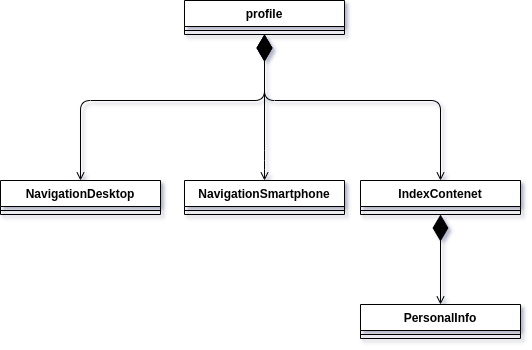 profile
NavigationDesktop
NavigationSmartphone
IndexContenet
PersonalInfo